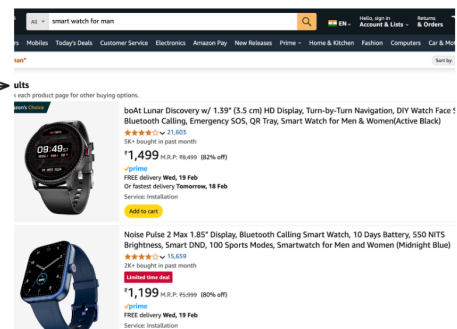 All
smart watch for man
EN
Hello, sign in
Account & Lists
Returns
& Orders
Mobiles Today's Deals Customer Service Electronics Amazon Pay New Releases Prime Home & Kitchen Fashion Computers Car & Mo
man"
Sort by:
ults
each product page for other buying options.
zon's Choice
boAt Lunar Discovery w/ 1.39" (3.5 cm) HD Display, Turn-by-Turn Navigation, DIY Watch Face S
Bluetooth Calling, Emergency SOS, QR Tray, Smart Watch for Men & Women(Active Black)
21,603
5K+ bought in past month
₹1,499 M.R.P: ₹8,499 (82% off)
prime
FREE delivery Wed, 19 Feb
Or fastest delivery Tomorrow, 18 Feb
Service: Installation
Add to cart
Noise Pulse 2 Max 1.85" Display, Bluetooth Calling Smart Watch, 10 Days Battery, 550 NITS
Brightness, Smart DND, 100 Sports Modes, Smartwatch for Men and Women (Midnight Blue)
15,659
2K+ bought in past month
Limited time deal
₹1,199 M.R.P: ₹5,999 (80% off)
prime
FREE delivery Wed, 19 Feb
Service: Installation